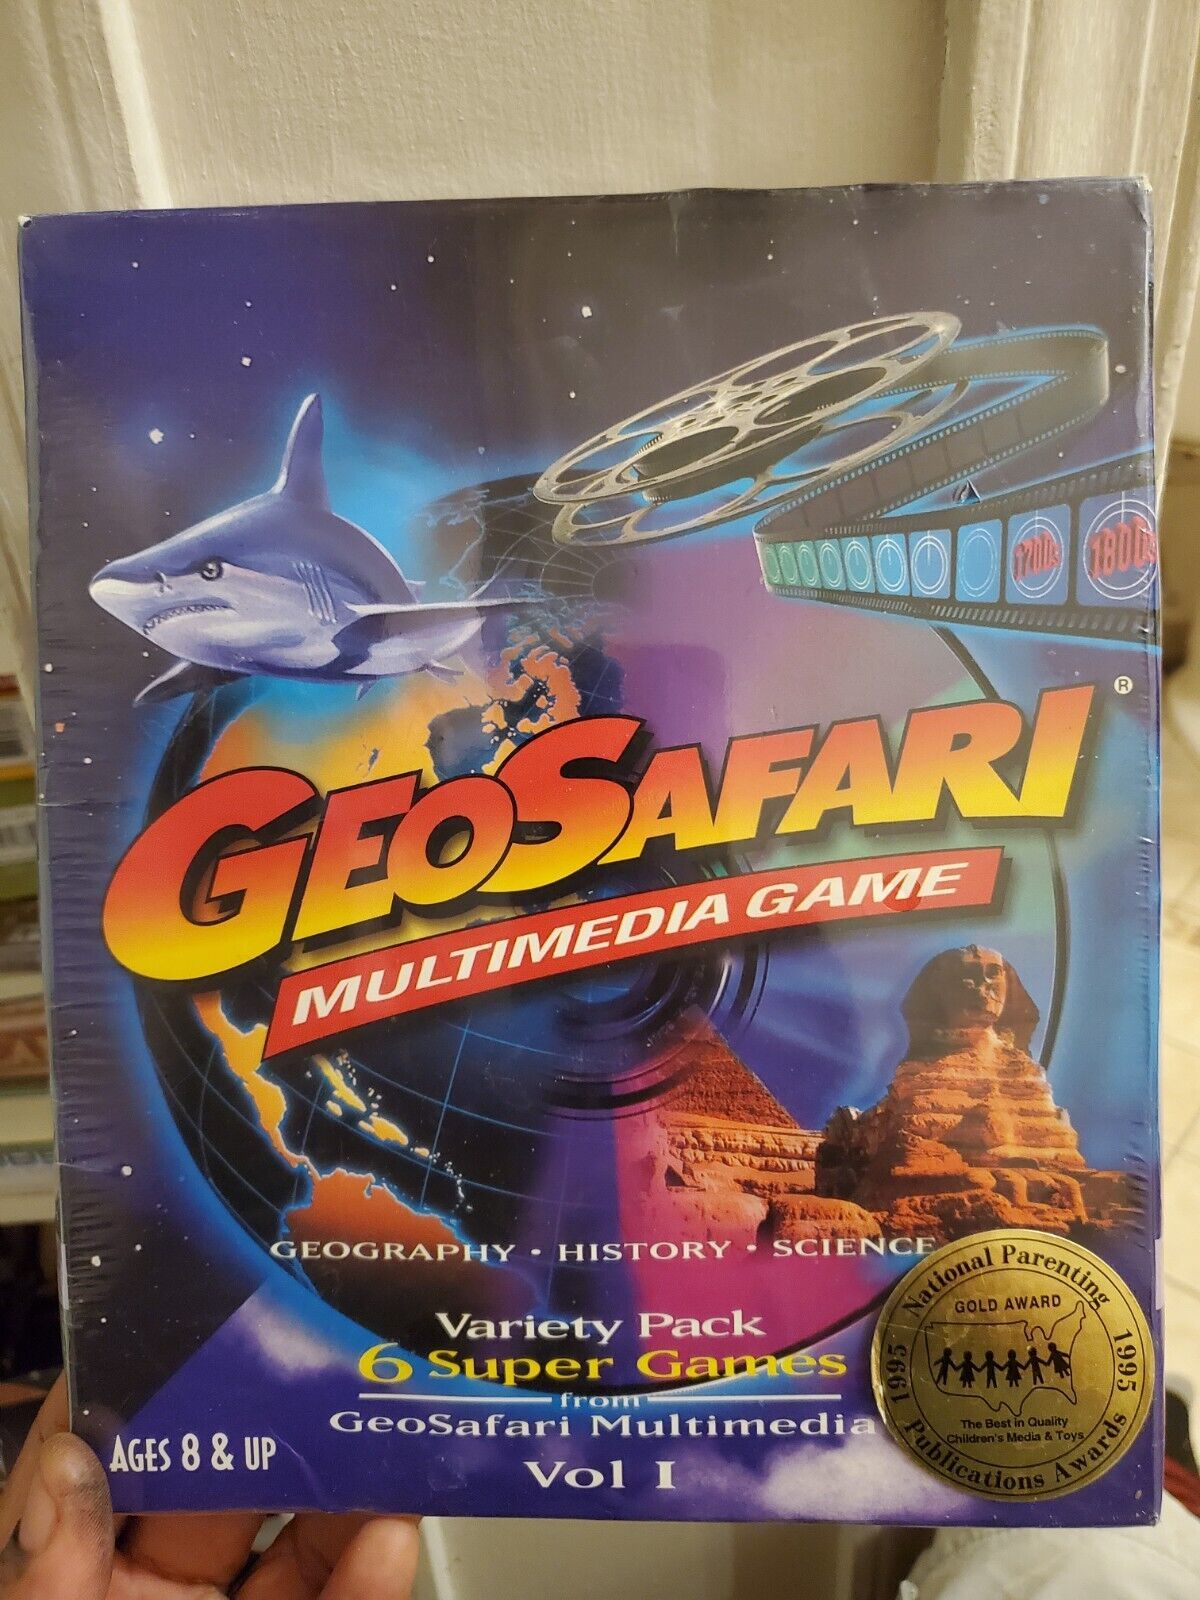 1700s
1800s
GEOSAFARI®
MULTIMEDIA GAME
GEOGRAPHY • HISTORY • SCIENCE
Variety Pack
6 Super Games
from
GeoSafari Multimedia
Vol I
AGES 8 & UP
National Parenting
GOLD AWARD
1995
1995
The Best in Quality
Children's Media & Toys
Publications Awards